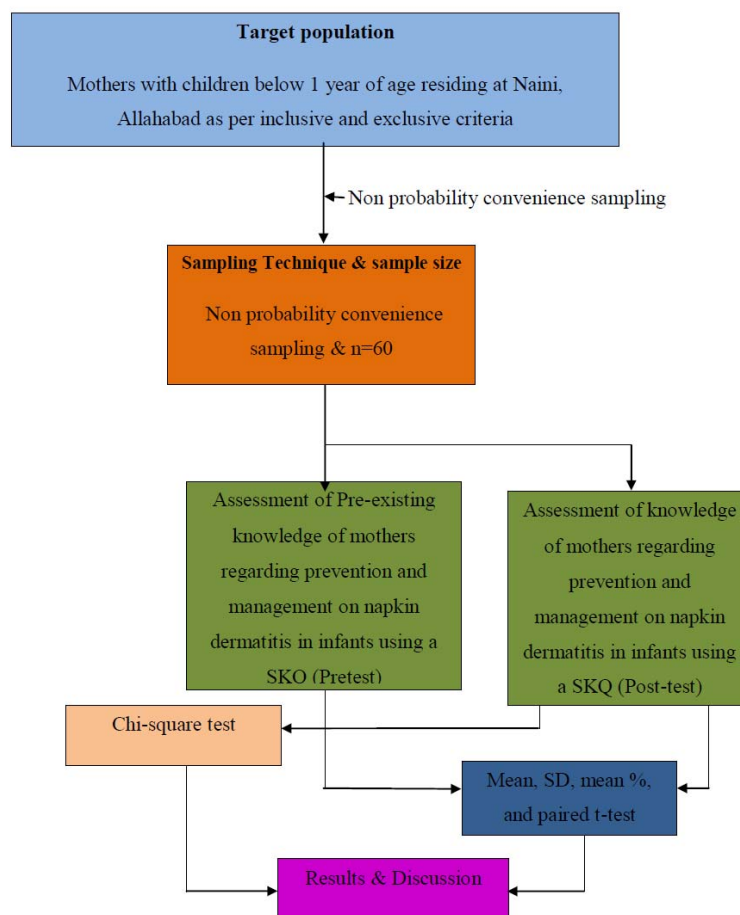 Target population
Mothers with children below 1 year of age residing at Naini,
Allahabad as per inclusive and exclusive criteria
Non probability convenience sampling
Sampling Technique & sample size
Non probability convenience
sampling & n=60
Assessment of Pre-existing
knowledge of mothers
regarding prevention and
management on napkin
dermatitis in infants using a
SKQ (Pretest)
Assessment of knowledge
of mothers regarding
prevention and
management on napkin
dermatitis in infants using
a SKQ (Post-test)
Chi-square test
Mean, SD, mean %,
and paired t-test
Results & Discussion